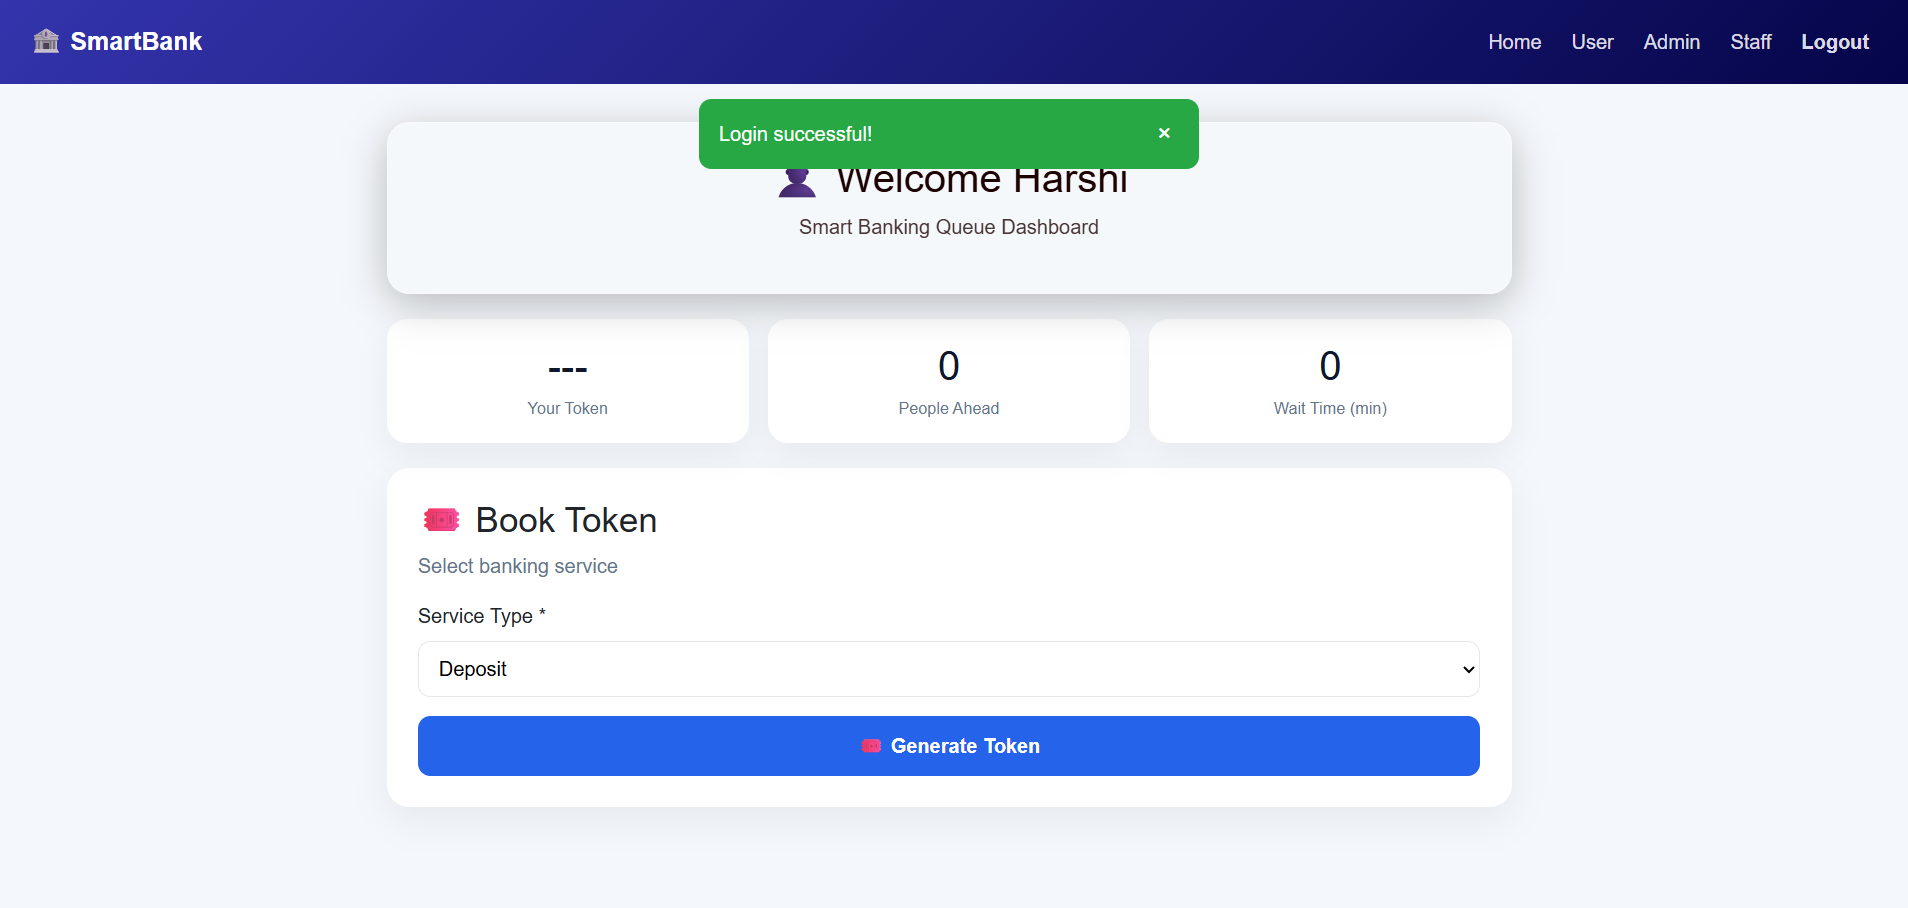 SmartBank
Home User Admin Staff Logout
Login successful! ×
Welcome Harshi
Smart Banking Queue Dashboard
---
Your Token
0
People Ahead
0
Wait Time (min)
Book Token
Select banking service
Service Type *
Deposit
Generate Token